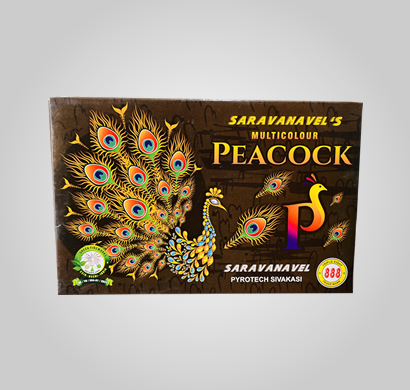 SARAVANAVEL'S
MULTICOLOUR
PEACOCK
P
SARAVANAVEL
PYROTECH SIVAKASI
888